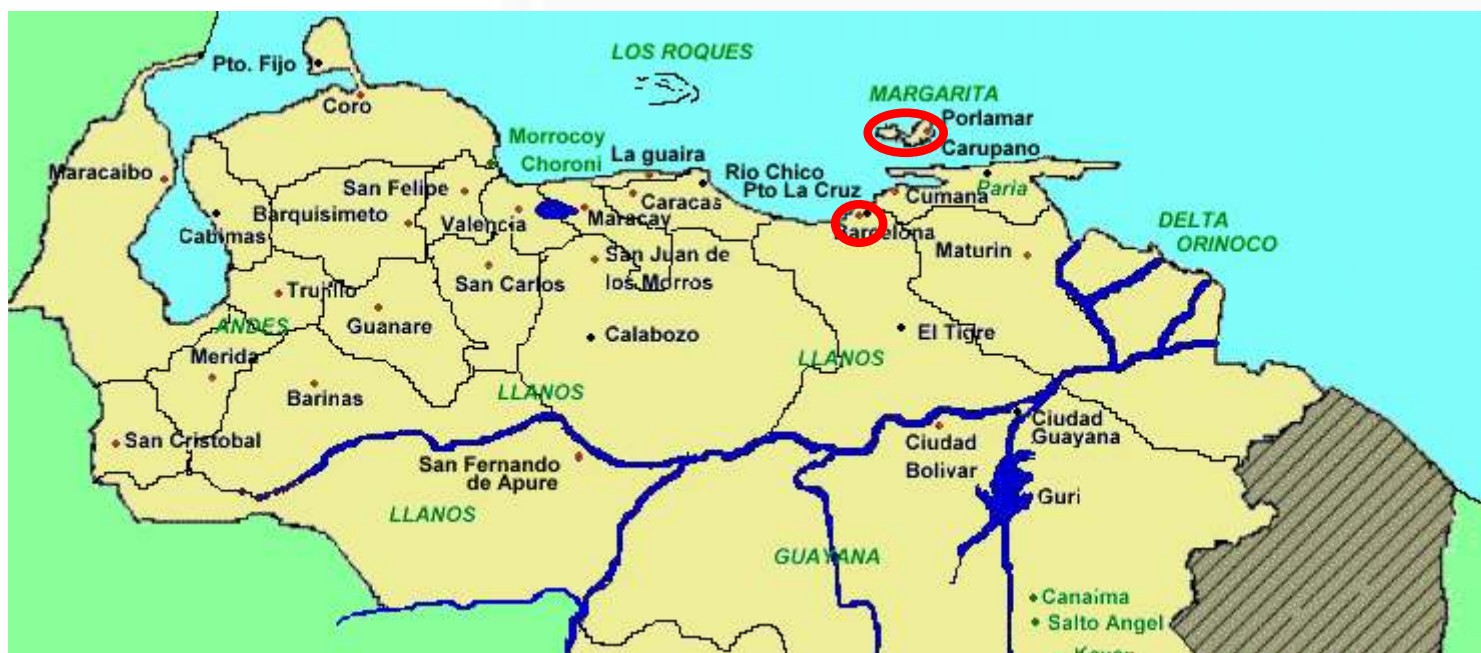 LOS ROQUES
Pto. Fijo
MARGARITA
Coro
Porlamar
Morrocoy
Choroni
La guaira
Carupano
Maracaibo
Rio Chico
San Felipe
Pto La Cruz
Paria
Caracas
Cumana
Barquisimeto
Valencia
Maracay
Cabimas
Barcelona
DELTA
ORINOCO
Maturin
San Juan de
los Morros
San Carlos
Trujillo
Guanare
ANDES
Calabozo
El Tigre
Merida
LLANOS
LLANOS
Barinas
Ciudad
Guayana
San Cristobal
Ciudad
Bolivar
San Fernando
de Apure
Guri
LLANOS
GUAYANA
Canaima
Salto Angel